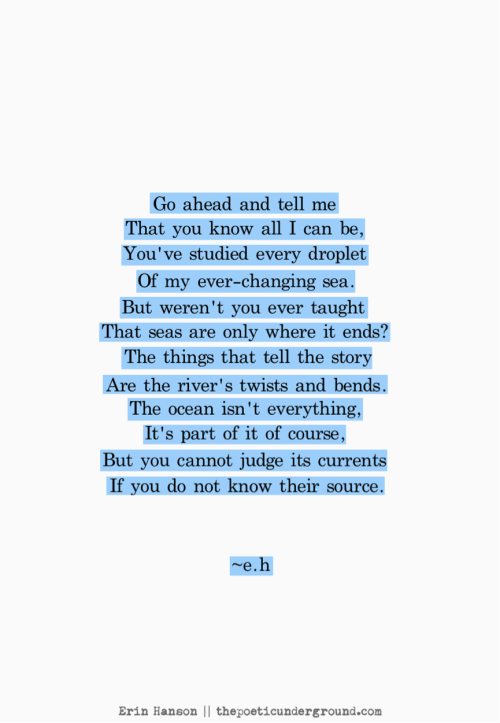 Go ahead and tell me
That you know all I can be,
You've studied every droplet
Of my ever-changing sea.
But weren't you ever taught
That seas are only where it ends?
The things that tell the story
Are the river's twists and bends.
The ocean isn't everything,
It's part of it of course,
But you cannot judge its currents
If you do not know their source.
~e.h
Erin Hanson || thepoeticunderground.com